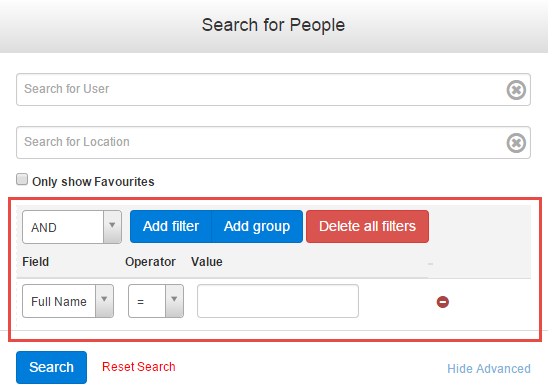 Search for People
Search for User
Search for Location
Only show Favourites
AND Add filter Add group Delete all filters
Field Operator Value
Full Name =
Search Reset Search Hide Advanced